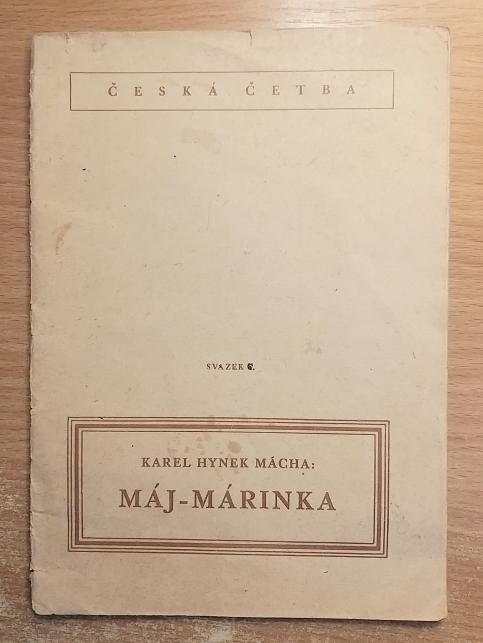 ČESKÁ ČETBA
SVAZEK 6.
KAREL HYNEK MÁCHA:
MÁJ-MÁRINKA